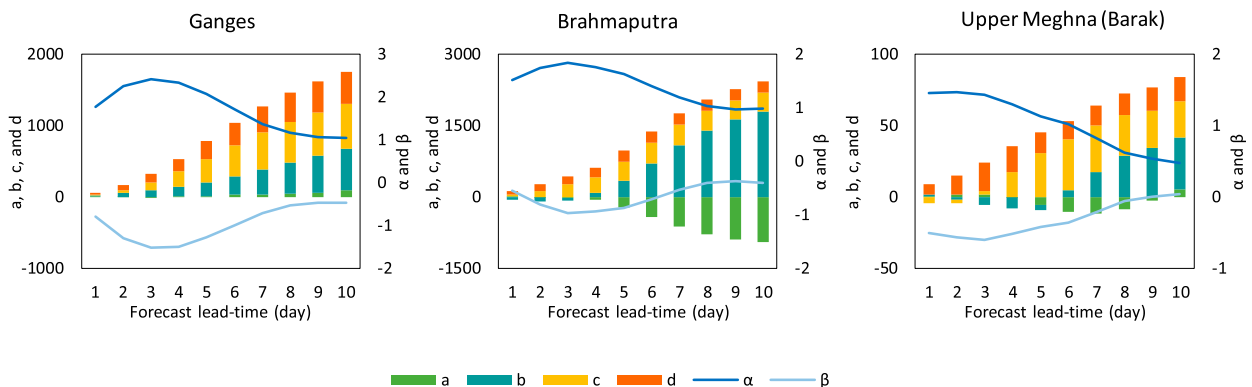 Ganges
2000
1000
0
-1000
a, b, c, and d
3
2
1
0
-1
-2
α and β
1 2 3 4 5 6 7 8 9 10
Forecast lead-time (day)
Brahmaputra
3000
1500
0
-1500
a, b, c, and d
2
1
0
-1
-2
α and β
1 2 3 4 5 6 7 8 9 10
Forecast lead-time (day)
Upper Meghna (Barak)
100
50
0
-50
a, b, c, and d
2
1
0
-1
α and β
1 2 3 4 5 6 7 8 9 10
Forecast lead-time (day)
a b c d α β